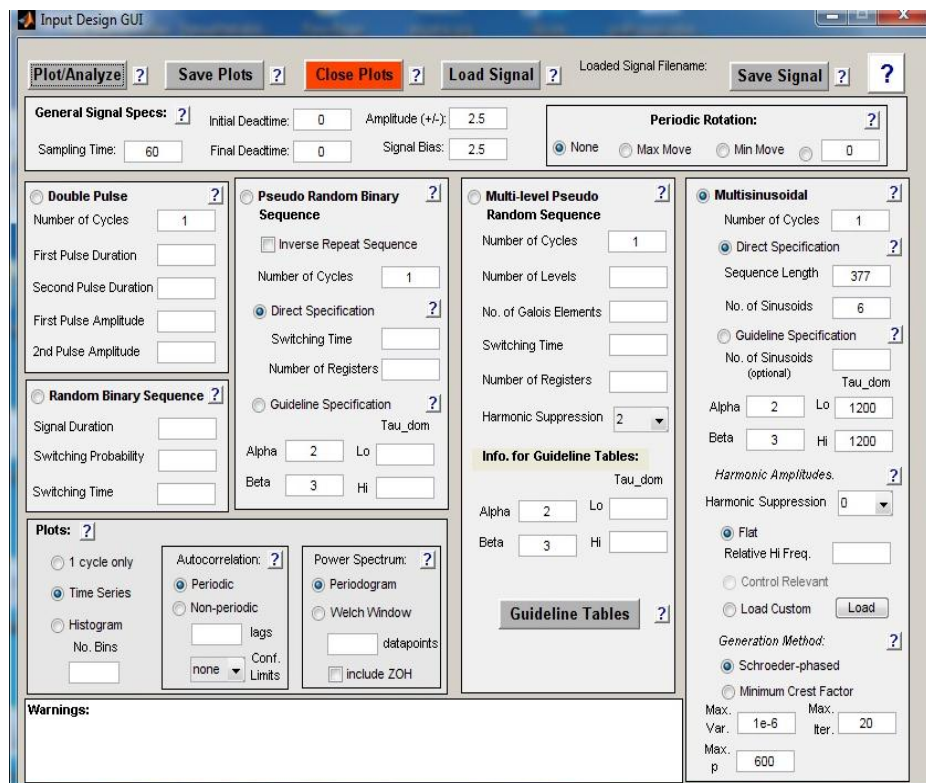 Input Design GUI
Plot/Analyze ? Save Plots ? Close Plots ? Load Signal ? Loaded Signal Filename: Save Signal ? ?
General Signal Specs: ? Initial Deadtime: 0 Amplitude (+/-): 2.5 Periodic Rotation: ?
Sampling Time: 60 Final Deadtime: 0 Signal Bias: 2.5 None Max Move Min Move 0
Double Pulse ?
Number of Cycles 1
First Pulse Duration
Second Pulse Duration
First Pulse Amplitude
2nd Pulse Amplitude
Random Binary Sequence ?
Signal Duration
Switching Probability
Switching Time
Pseudo Random Binary ?
Sequence
Inverse Repeat Sequence
Number of Cycles 1
Direct Specification ?
Switching Time
Number of Registers
Guideline Specification ?
Tau_dom
Alpha 2 Lo
Beta 3 Hi
Plots: ?
1 cycle only
Time Series
Histogram
No. Bins
Autocorrelation: ?
Periodic
Non-periodic
lags
none Conf. Limits
Power Spectrum: ?
Periodogram
Welch Window
datapoints
include ZOH
Multi-level Pseudo ?
Random Sequence
Number of Cycles 1
Number of Levels
No. of Galois Elements
Switching Time
Number of Registers
Harmonic Suppression 2
Info. for Guideline Tables:
Tau_dom
Alpha 2 Lo
Beta 3 Hi
Guideline Tables ?
Multisinusoidal ?
Number of Cycles 1
Direct Specification ?
Sequence Length 377
No. of Sinusoids 6
Guideline Specification ?
No. of Sinusoids
(optional) Tau_dom
Alpha 2 Lo 1200
Beta 3 Hi 1200
Harmonic Amplitudes. ?
Harmonic Suppression 0
Flat
Relative Hi Freq.
Control Relevant
Load Custom Load
Generation Method: ?
Schroeder-phased
Minimum Crest Factor
Max. Var. 1e-6 Max. Iter. 20
Max. p 600
Warnings: